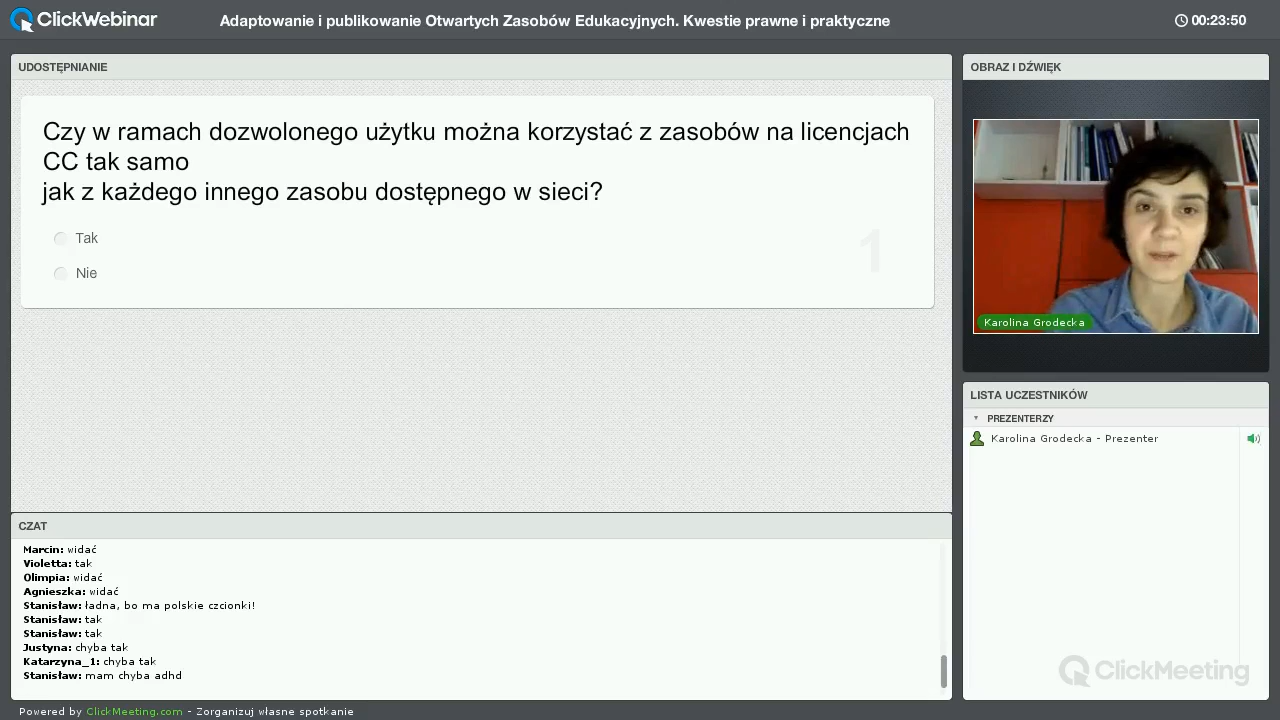 ClickWebinar
Adaptowanie i publikowanie Otwartych Zasobów Edukacyjnych. Kwestie prawne i praktyczne
00:23:50
UDOSTĘPNIANIE
Czy w ramach dozwolonego użytku można korzystać z zasobów na licencjach
CC tak samo
jak z każdego innego zasobu dostępnego w sieci?
Tak
Nie
1
OBRAZ I DŹWIĘK
Karolina Grodecka
LISTA UCZESTNIKÓW
PREZENTERZY
Karolina Grodecka - Prezenter
CZAT
Marcin: widać
Violetta: tak
Olimpia: widać
Agnieszka: widać
Stanisław: ładna, bo ma polskie czcionki!
Stanisław: tak
Stanisław: tak
Justyna: chyba tak
Katarzyna_1: chyba tak
Stanisław: mam chyba adhd
ClickMeeting
Powered by ClickMeeting.com - Zorganizuj własne spotkanie